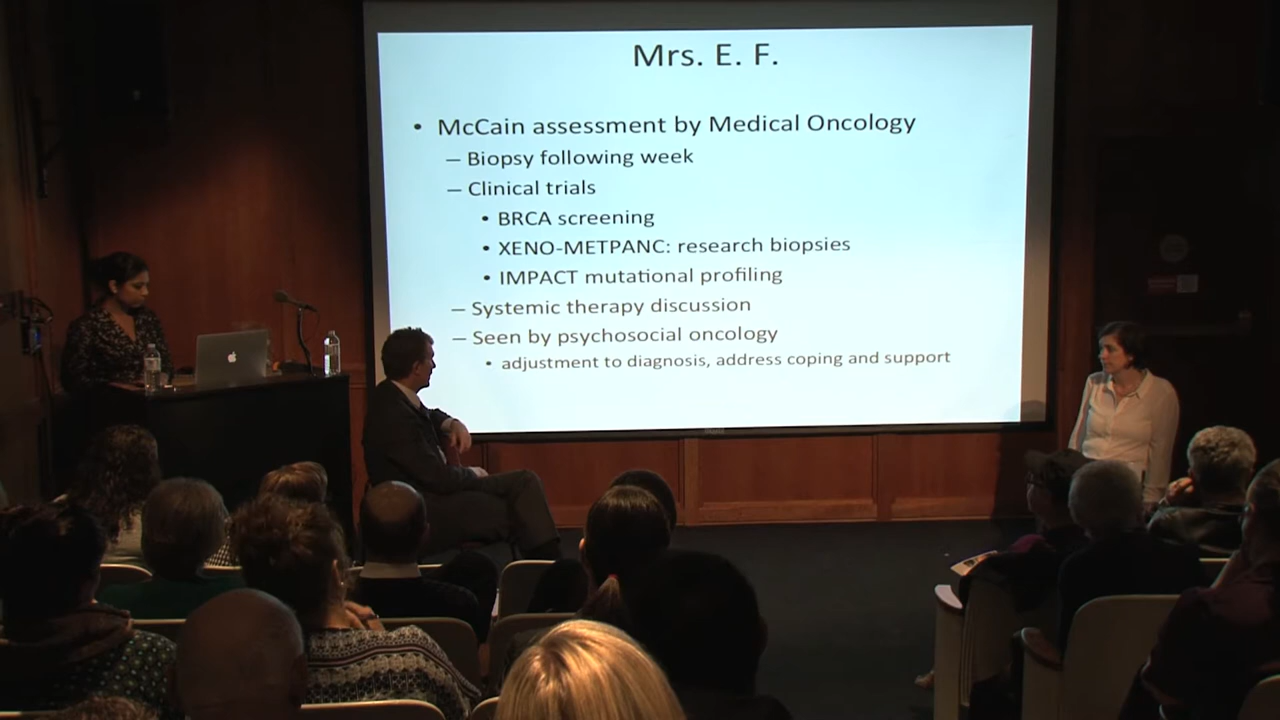 Mrs. E. F.
• McCain assessment by Medical Oncology
– Biopsy following week
– Clinical trials
• BRCA screening
• XENO-METPANC: research biopsies
• IMPACT mutational profiling
– Systemic therapy discussion
– Seen by psychosocial oncology
• adjustment to diagnosis, address coping and support